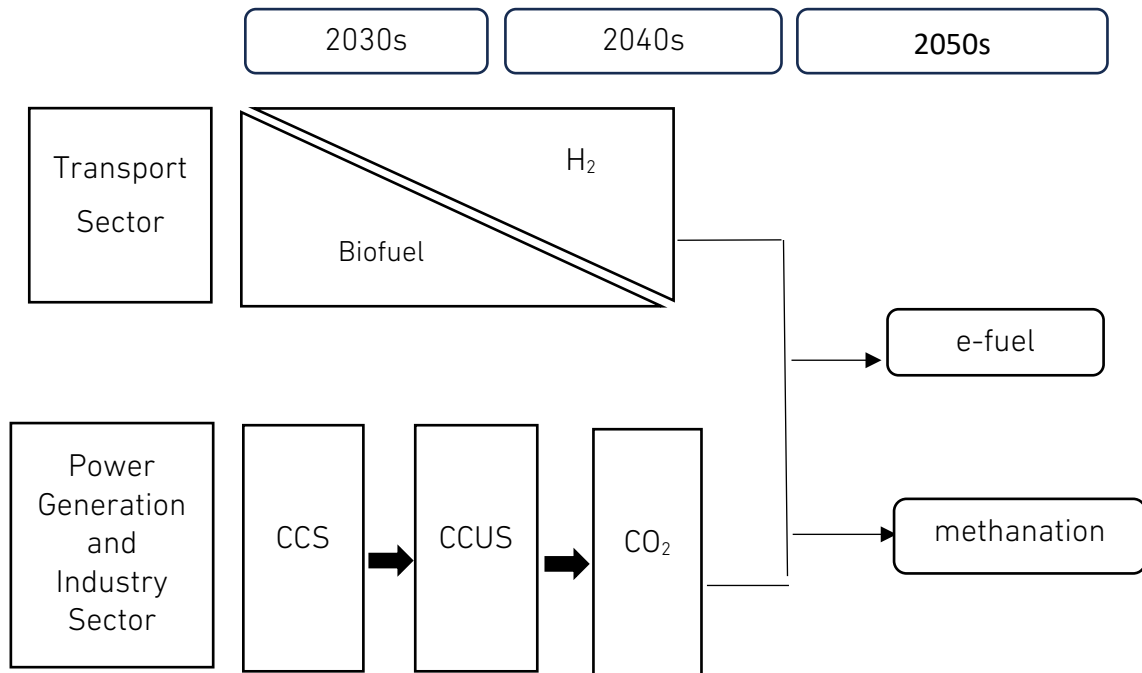 2030s
2040s
2050s
Transport
Sector
H₂
Biofuel
e-fuel
Power
Generation
and
Industry
Sector
CCS
CCUS
CO₂
methanation